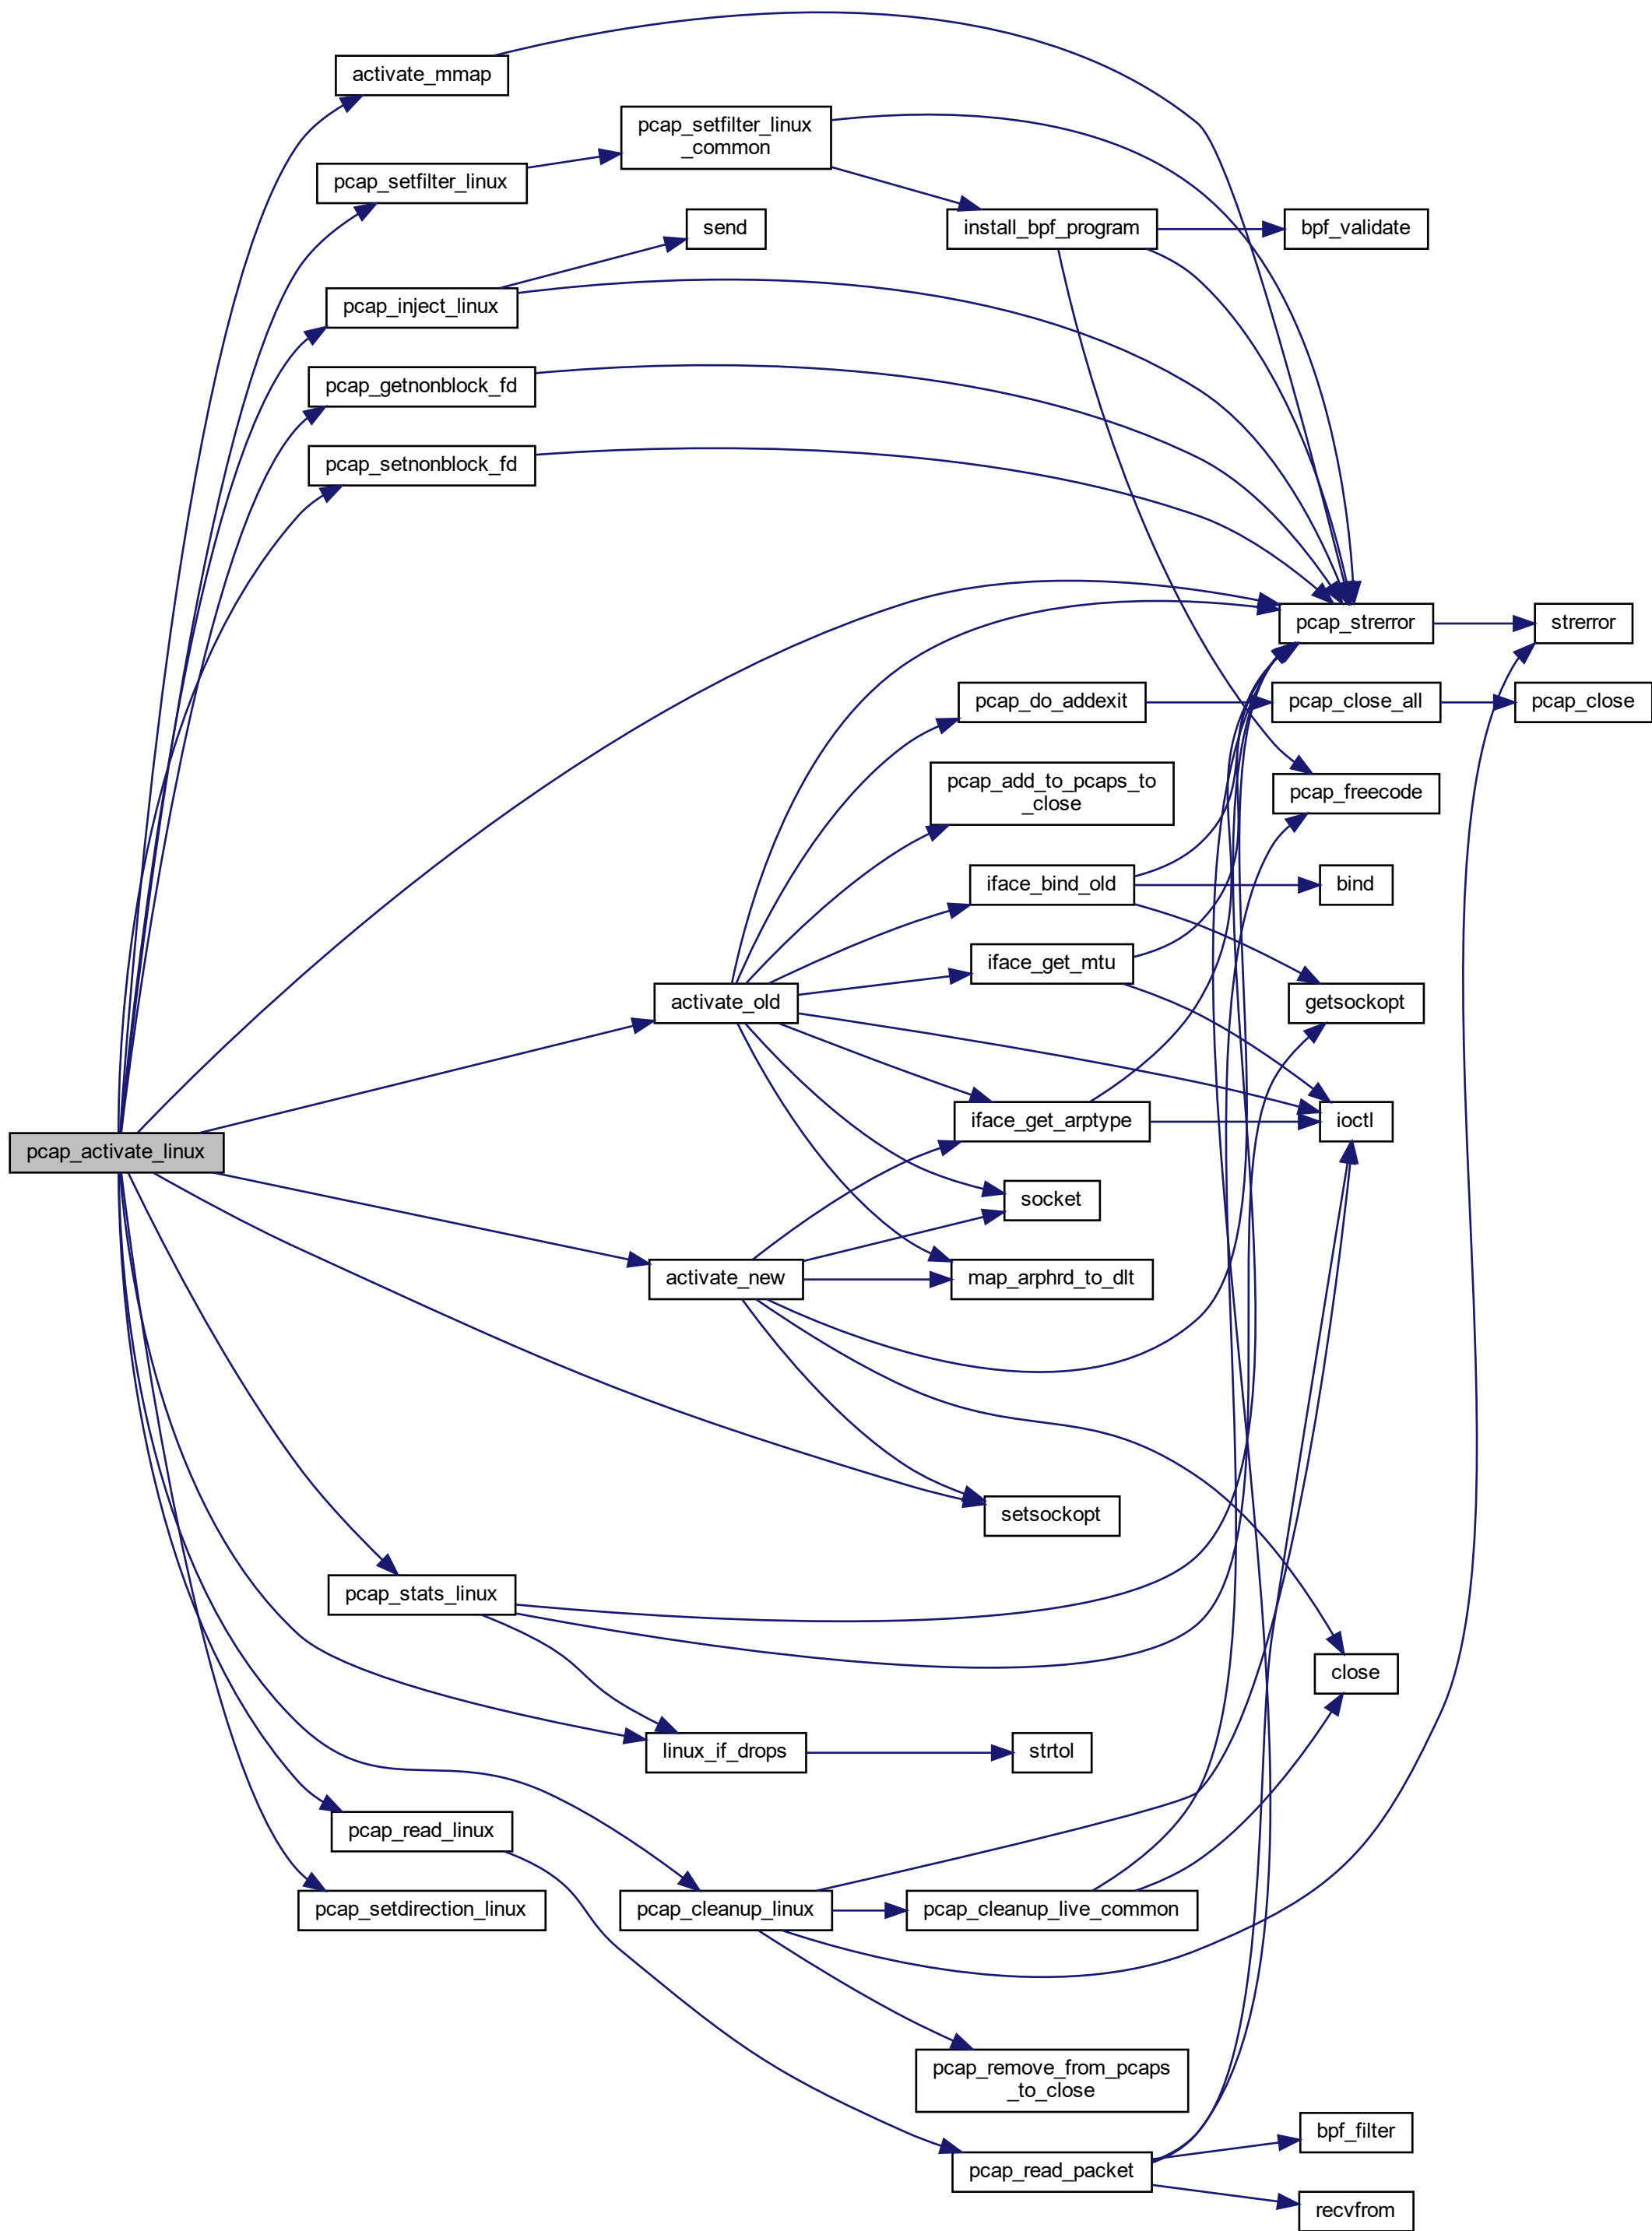 activate_mmap
pcap_setfilter_linux
_common
pcap_setfilter_linux
send
install_bpf_program
bpf_validate
pcap_inject_linux
pcap_getnonblock_fd
pcap_setnonblock_fd
pcap_strerror
strerror
pcap_do_addexit
pcap_close_all
pcap_close
pcap_add_to_pcaps_to
_close
pcap_freecode
iface_bind_old
bind
iface_get_mtu
activate_old
getsockopt
iface_get_arptype
ioctl
pcap_activate_linux
socket
activate_new
map_arphrd_to_dlt
setsockopt
pcap_stats_linux
close
linux_if_drops
strtol
pcap_read_linux
pcap_setdirection_linux
pcap_cleanup_linux
pcap_cleanup_live_common
pcap_remove_from_pcaps
_to_close
bpf_filter
pcap_read_packet
recvfrom